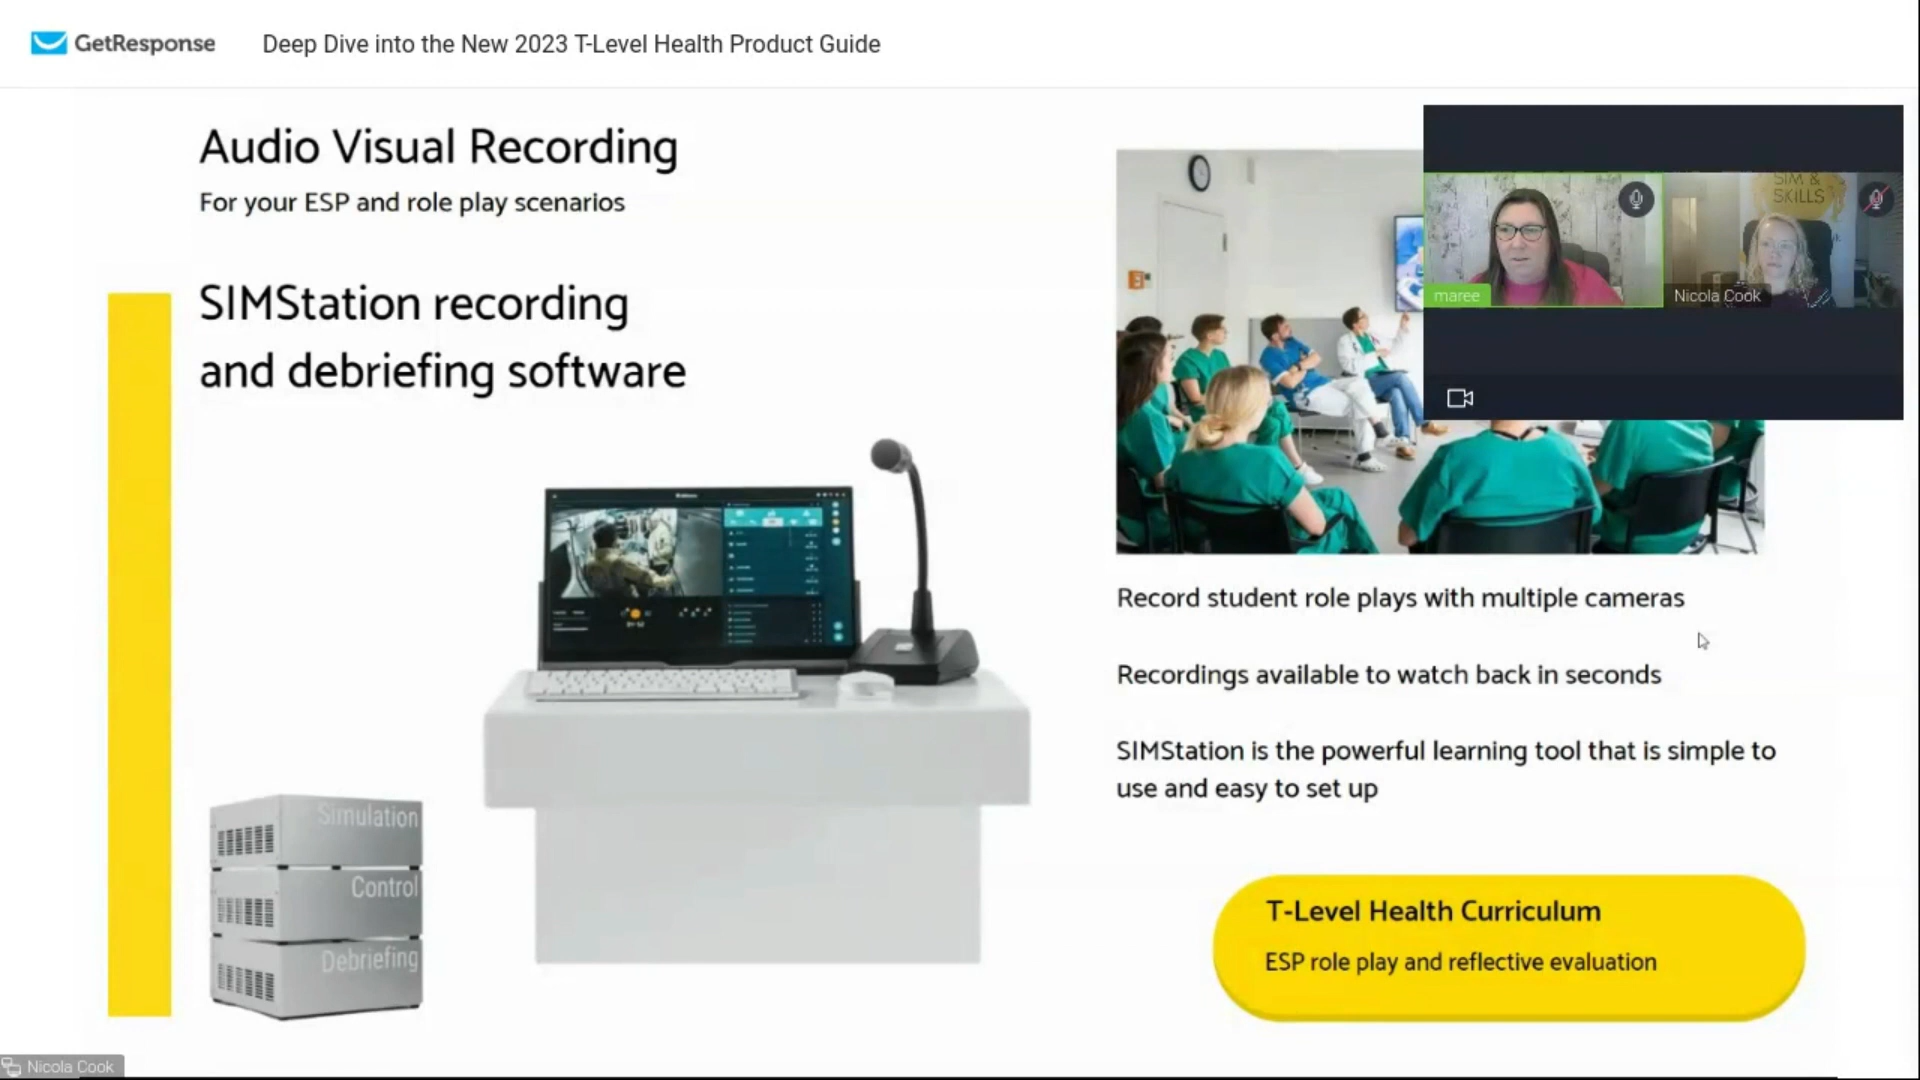 GetResponse
Deep Dive into the New 2023 T-Level Health Product Guide
Audio Visual Recording
For your ESP and role play scenarios
SIMStation recording
and debriefing software
Simulation
Control
Debriefing
SIM &
SKILLS
maree
Nicola Cook
Record student role plays with multiple cameras
Recordings available to watch back in seconds
SIMStation is the powerful learning tool that is simple to
use and easy to set up
T-Level Health Curriculum
ESP role play and reflective evaluation
Nicola Cook